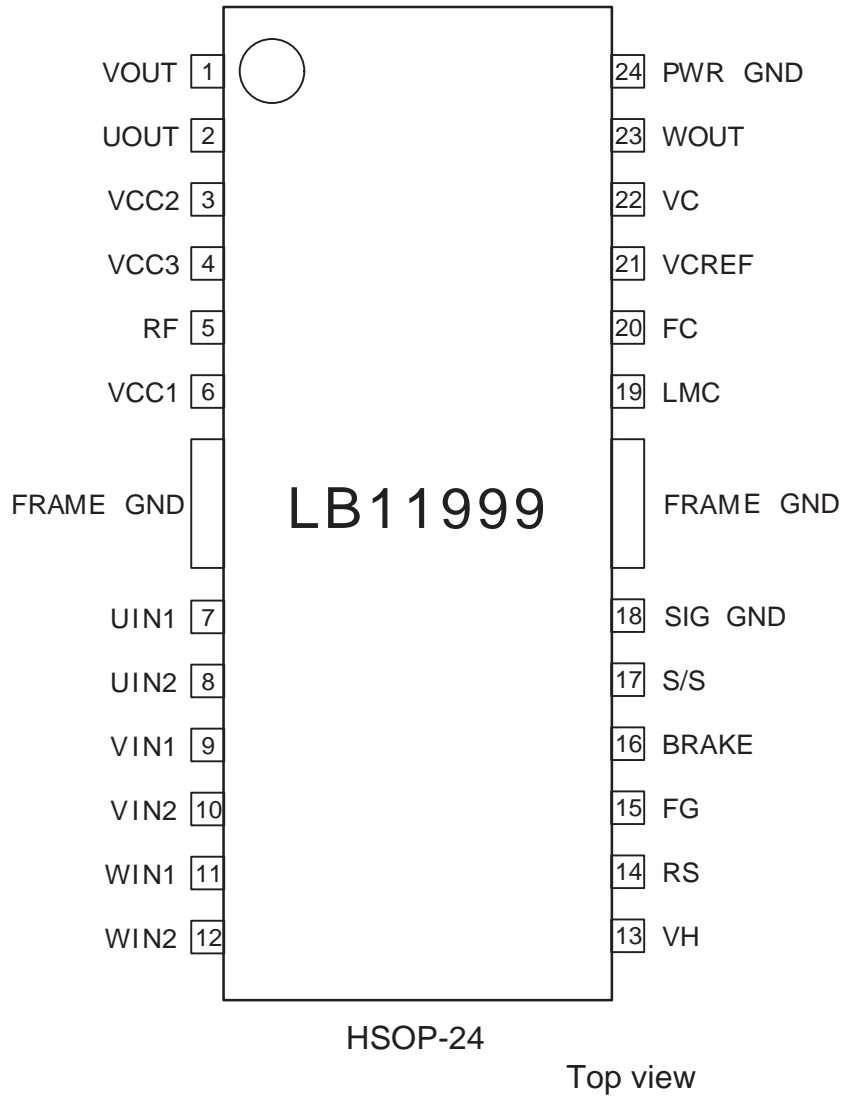 VOUT 1 24 PWR GND
UOUT 2 23 WOUT
VCC2 3 22 VC
VCC3 4 21 VCREF
RF 5 20 FC
VCC1 6 19 LMC
FRAME GND LB11999 FRAME GND
UIN1 7 18 SIG GND
UIN2 8 17 S/S
VIN1 9 16 BRAKE
VIN2 10 15 FG
WIN1 11 14 RS
WIN2 12 13 VH
HSOP-24
Top view